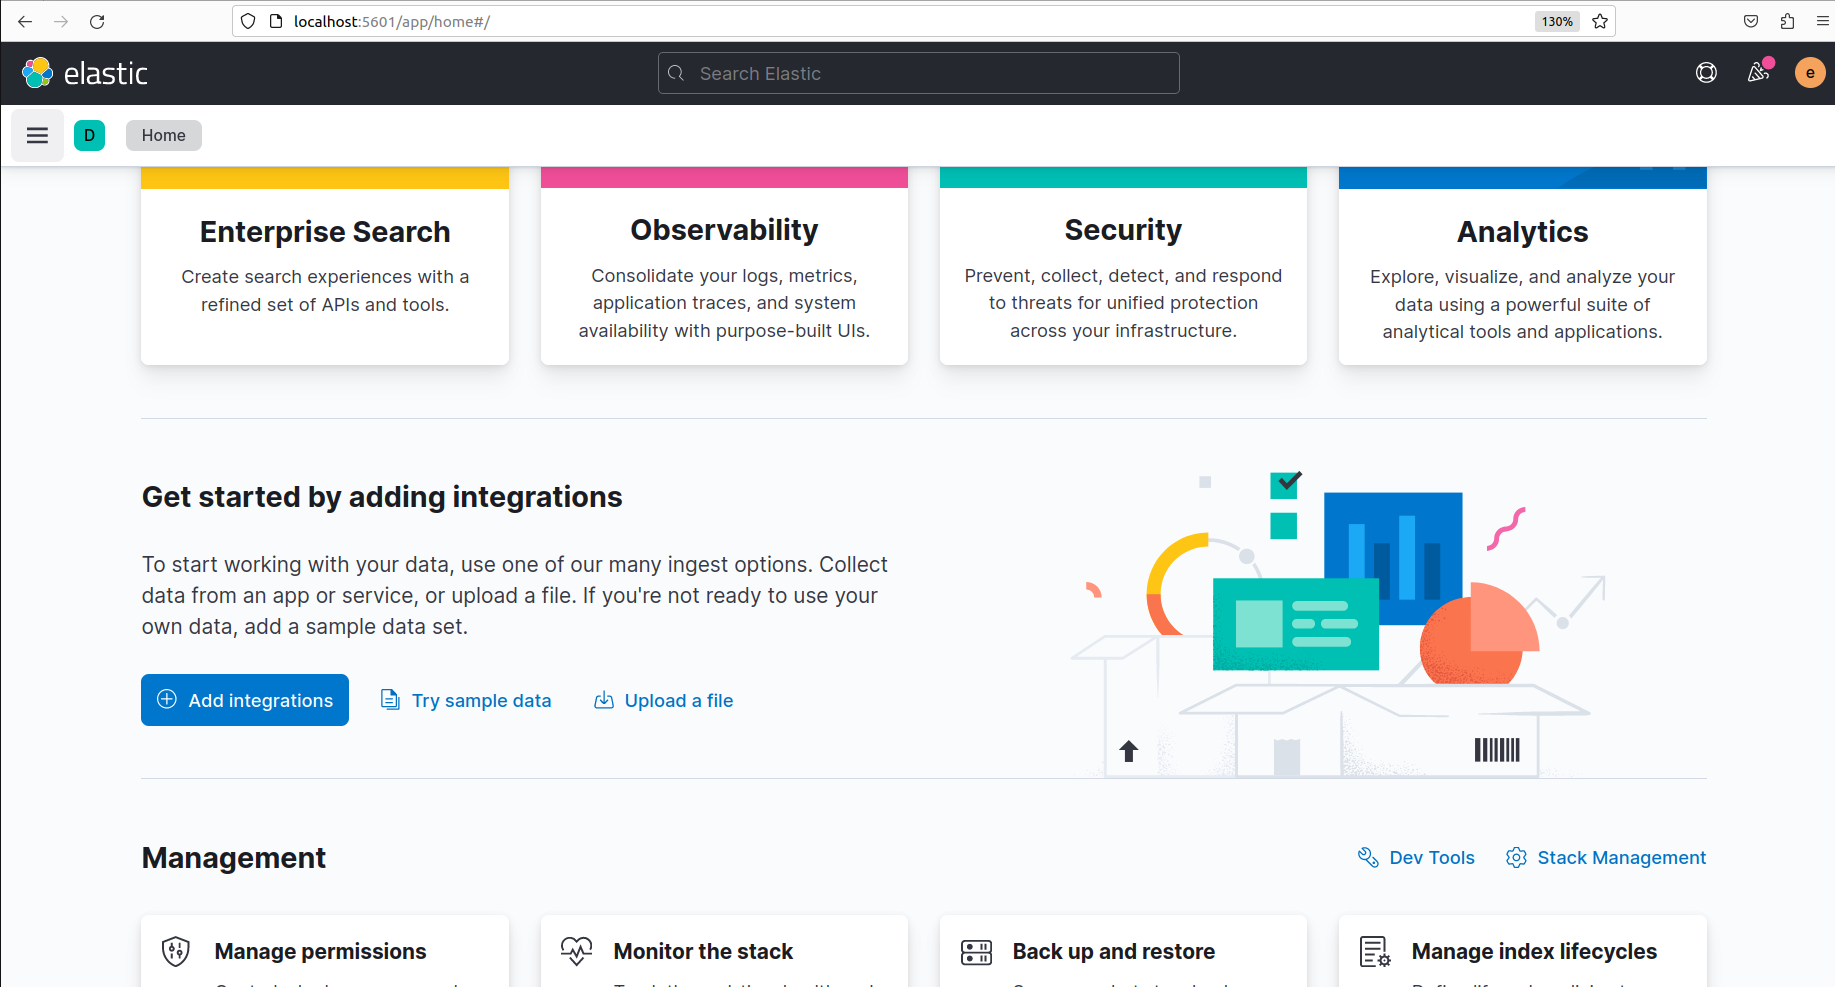 localhost:5601/app/home#/
130%
elastic
Search Elastic
e
D
Home
Enterprise Search
Create search experiences with a
refined set of APIs and tools.
Observability
Consolidate your logs, metrics,
application traces, and system
availability with purpose-built UIs.
Security
Prevent, collect, detect, and respond
to threats for unified protection
across your infrastructure.
Analytics
Explore, visualize, and analyze your
data using a powerful suite of
analytical tools and applications.
Get started by adding integrations
To start working with your data, use one of our many ingest options. Collect
data from an app or service, or upload a file. If you're not ready to use your
own data, add a sample data set.
Add integrations
Try sample data
Upload a file
Management
Dev Tools
Stack Management
Manage permissions
Monitor the stack
Back up and restore
Manage index lifecycles